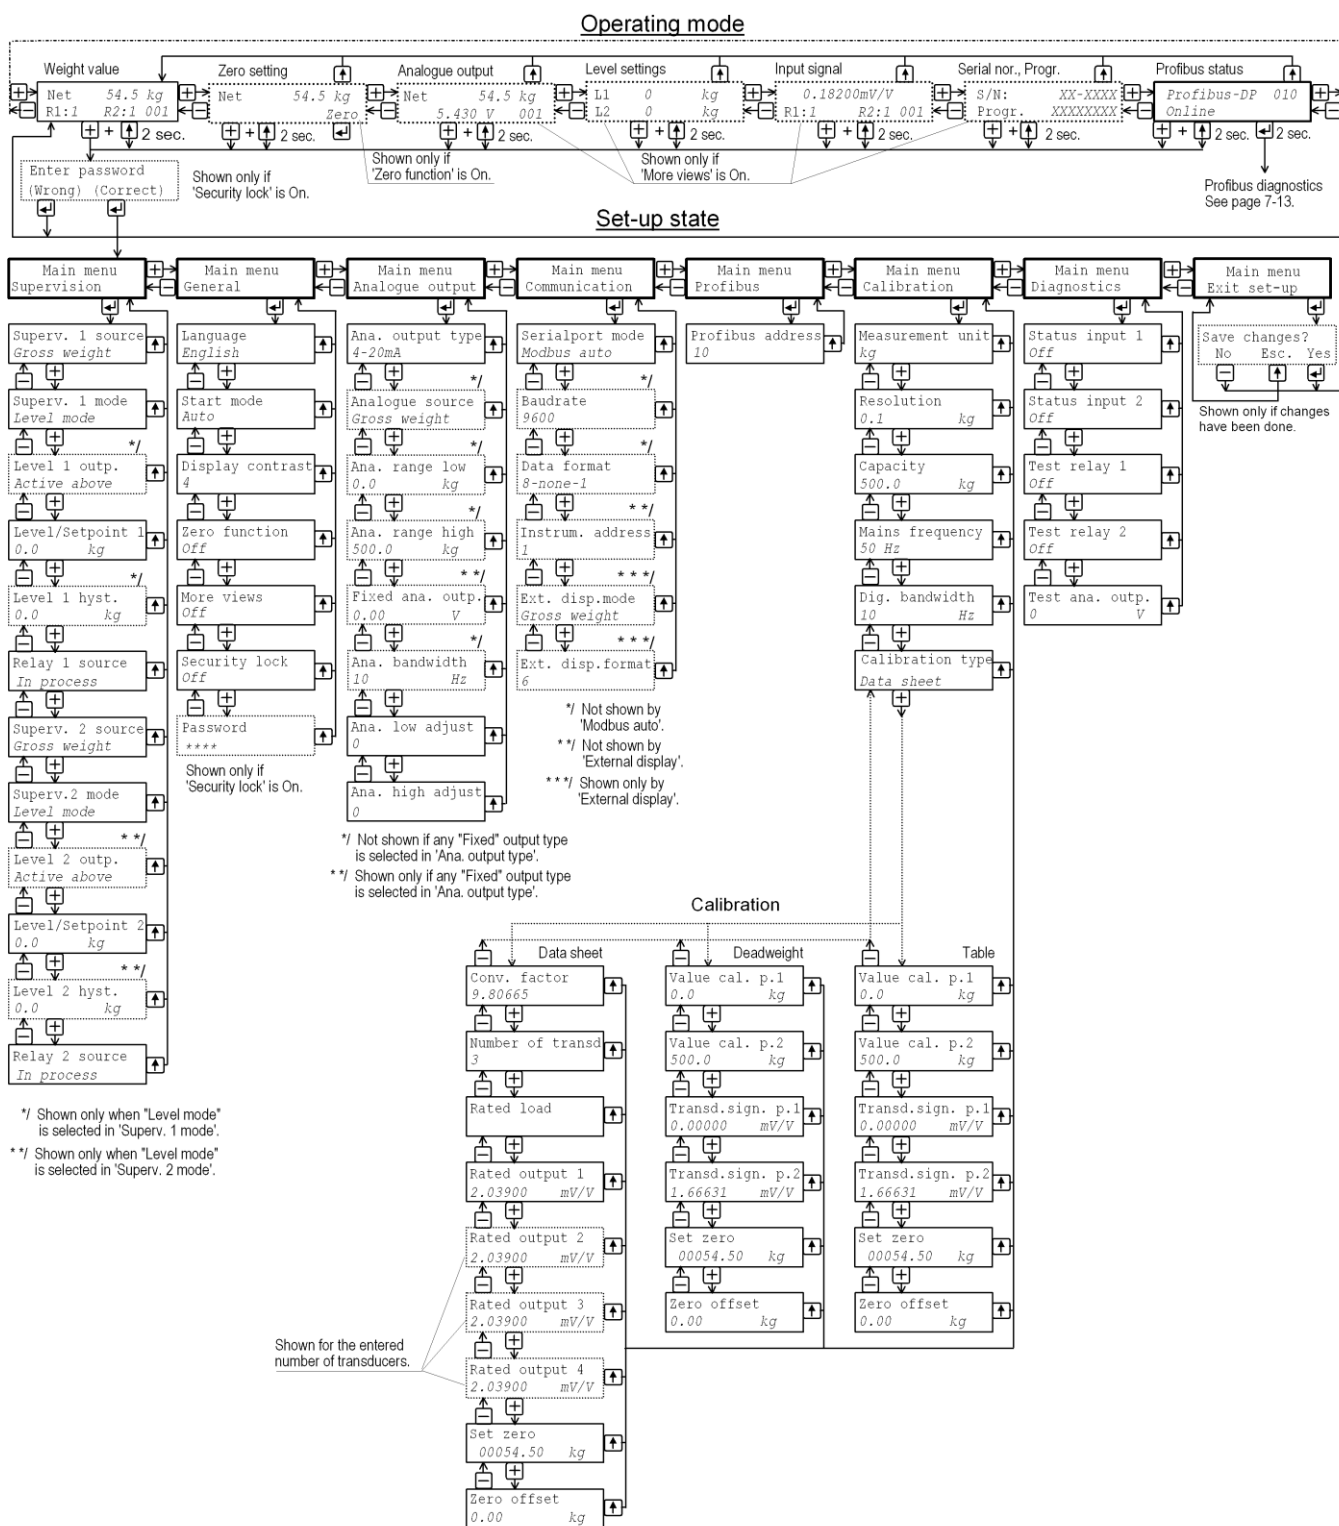 Operating mode
Weight value
Net 54.5 kg
R1:1 R2:1 001
Zero setting
Net 54.5 kg
Zero
Analogue output
Net 54.5 kg
5.430 V 001
Level settings
L1 0 kg
L2 0 kg
Input signal
0.18200mV/V
R1:1 R2:1 001
Serial nor., Progr.
S/N: XX-XXXX
Progr. XXXXXXXX
Profibus status
Profibus-DP 010
Online
+ 2 sec.
+ 2 sec.
+ 2 sec.
+ 2 sec.
+ 2 sec.
+ 2 sec.
+ 2 sec.
2 sec.
Enter password
(Wrong) (Correct)
Shown only if
'Security lock' is On.
Shown only if
'Zero function' is On.
Shown only if
'More views' is On.
Profibus diagnostics
See page 7-13.
Set-up state
Main menu
Supervision
Superv. 1 source
Gross weight
Superv. 1 mode
Level mode
*/
Level 1 outp.
Active above
Level/Setpoint 1
0.0 kg
*/
Level 1 hyst.
0.0 kg
Relay 1 source
In process
Superv. 2 source
Gross weight
Superv.2 mode
Level mode
* */
Level 2 outp.
Active above
Level/Setpoint 2
0.0 kg
* */
Level 2 hyst.
0.0 kg
Relay 2 source
In process
*/ Shown only when "Level mode"
is selected in 'Superv. 1 mode'.
* */ Shown only when "Level mode"
is selected in 'Superv. 2 mode'.
Main menu
General
Language
English
Start mode
Auto
Display contrast
4
Zero function
Off
More views
Off
Security lock
Off
Password
****
Shown only if
'Security lock' is On.
Main menu
Analogue output
Ana. output type
4-20mA
*/
Analogue source
Gross weight
*/
Ana. range low
0.0 kg
*/
Ana. range high
500.0 kg
* */
Fixed ana. outp.
0.00 V
*/
Ana. bandwidth
10 Hz
Ana. low adjust
0
Ana. high adjust
0
*/ Not shown if any "Fixed" output type
is selected in 'Ana. output type'.
* */ Shown only if any "Fixed" output type
is selected in 'Ana. output type'.
Main menu
Communication
Serialport mode
Modbus auto
*/
Baudrate
9600
*/
Data format
8-none-1
* */
Instrum. address
1
* * */
Ext. disp.mode
Gross weight
* * */
Ext. disp.format
6
*/ Not shown by
'Modbus auto'.
* */ Not shown by
'External display'.
* * */ Shown only by
'External display'.
Main menu
Profibus
Profibus address
10
Main menu
Calibration
Measurement unit
kg
Resolution
0.1 kg
Capacity
500.0 kg
Mains frequency
50 Hz
Dig. bandwidth
10 Hz
Calibration type
Data sheet
Main menu
Diagnostics
Status input 1
Off
Status input 2
Off
Test relay 1
Off
Test relay 2
Off
Test ana. outp.
0 V
Main menu
Exit set-up
Save changes?
No Esc. Yes
Shown only if changes
have been done.
Calibration
Data sheet
Conv. factor
9.80665
Number of transd
3
Rated load
Rated output 1
2.03900 mV/V
Rated output 2
2.03900 mV/V
Rated output 3
2.03900 mV/V
Rated output 4
2.03900 mV/V
Set zero
00054.50 kg
Zero offset
0.00 kg
Shown for the entered
number of transducers.
Deadweight
Value cal. p.1
0.0 kg
Value cal. p.2
500.0 kg
Transd.sign. p.1
0.00000 mV/V
Transd.sign. p.2
1.66631 mV/V
Set zero
00054.50 kg
Zero offset
0.00 kg
Table
Value cal. p.1
0.0 kg
Value cal. p.2
500.0 kg
Transd.sign. p.1
0.00000 mV/V
Transd.sign. p.2
1.66631 mV/V
Set zero
00054.50 kg
Zero offset
0.00 kg